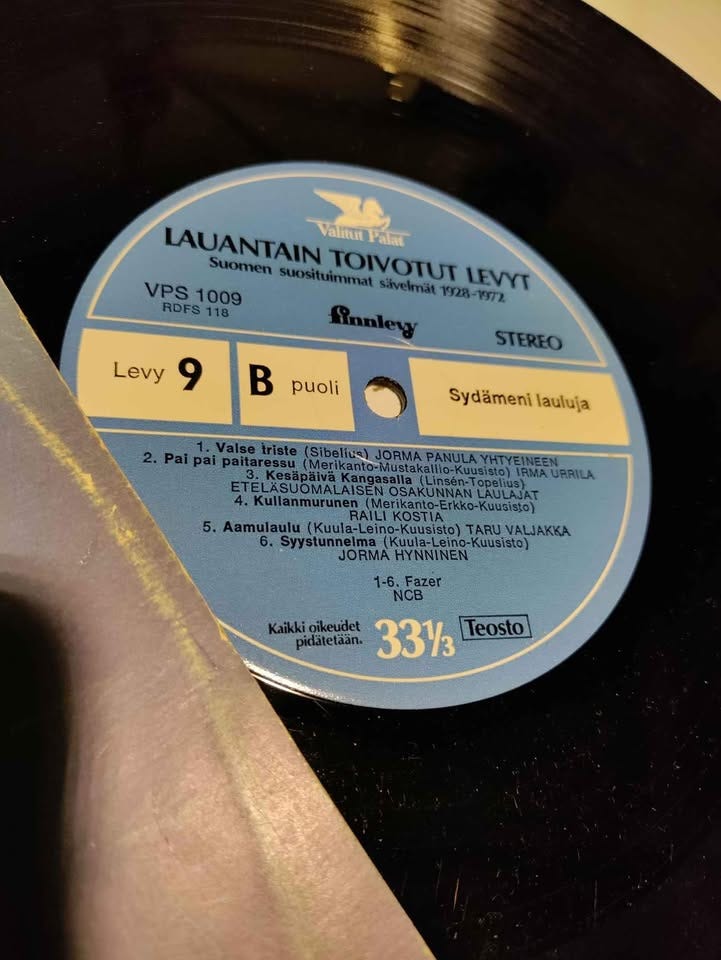 Valitut Palat
LAUANTAIN TOIVOTUT LEVYT
Suomen suosituimmat sävelmät 1928-1972
VPS 1009
RDFS 118
finnlevy
STEREO
Levy 9
B puoli
Sydämeni lauluja
1. Valse triste (Sibelius) JORMA PANULA YHTYEINEEN
2. Pai pai paitaressu (Merikanto-Mustakallio-Kuusisto) IRMA URRILA
3. Kesäpäivä Kangasalla (Linsén-Topelius)
ETELÄSUOMALAISEN OSAKUNNAN LAULAJAT
4. Kullanmurunen (Merikanto-Erkko-Kuusisto)
RAILI KOSTIA
5. Aamulaulu (Kuula-Leino-Kuusisto) TARU VALJAKKA
6. Syystunnelma (Kuula-Leino-Kuusisto)
JORMA HYNNINEN
1-6. Fazer
NCB
Kaikki oikeudet
pidätetään.
33 1/3
Teosto